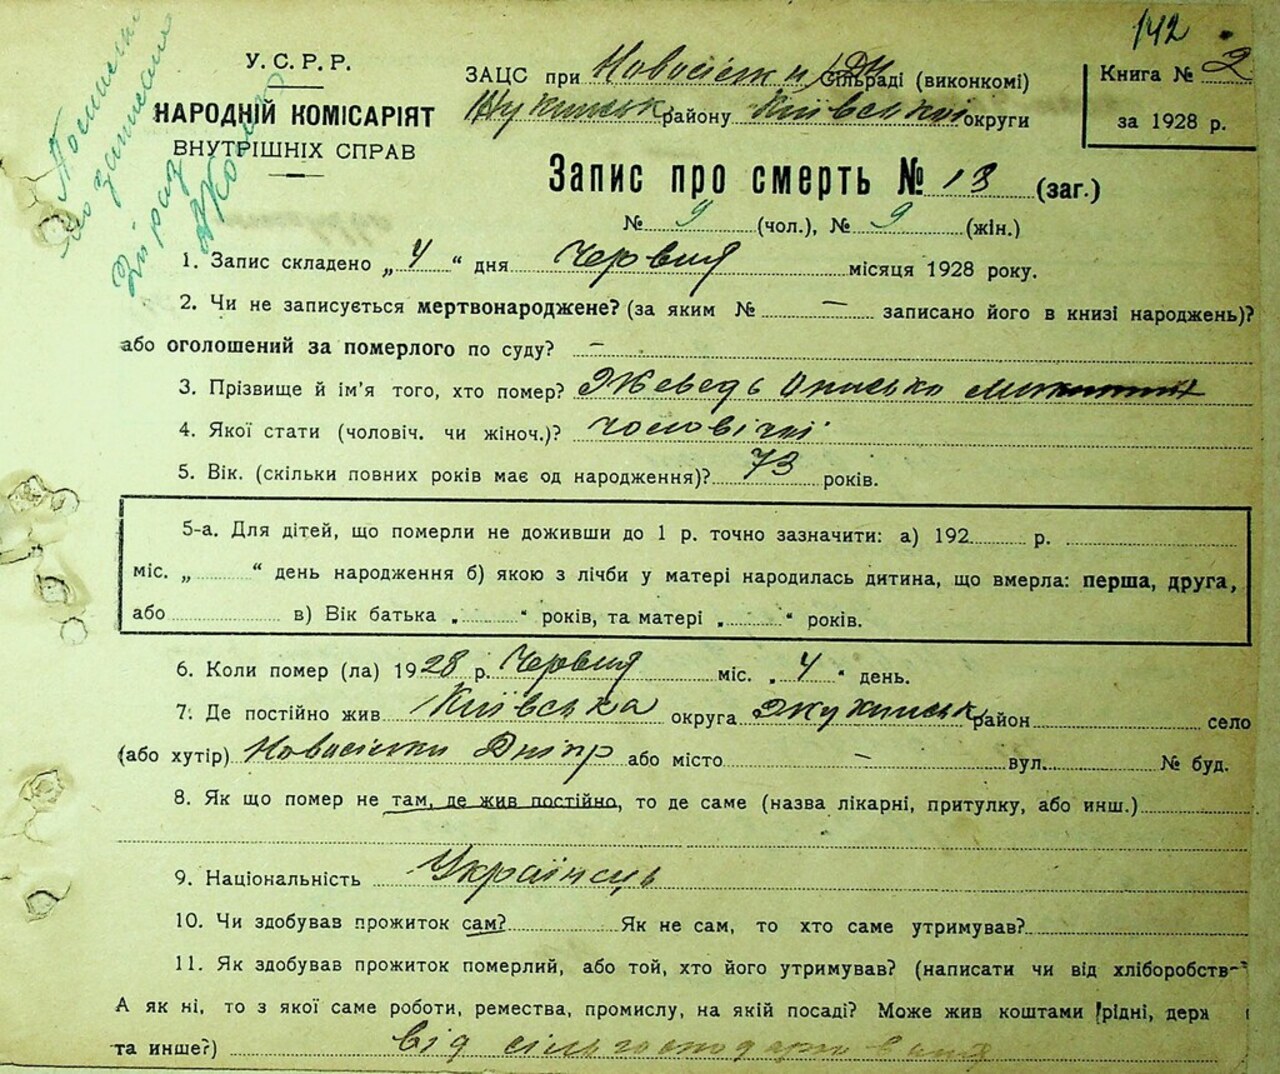 142
У. С. Р. Р.
НАРОДНІЙ КОМІСАРІЯТ
ВНУТРІШНІХ СПРАВ
ЗАЦС при Новосілки /Дн сільраді (виконкомі)
району Київської округи
Книга № 2
за 1928 р.
Запис про смерть № 13 (заг.)
№ 9 (чол.), № 9 (жін.)
1. Запис складено „ 4 “ дня Червня місяця 1928 року.
2. Чи не записується мертвонароджене? (за яким № — записано його в книзі народжень)?
або оголошений за померлого по суду? —
3. Прізвище й ім'я того, хто помер? Жеведь Онисько
4. Якої стати (чоловіч. чи жіноч.)? чоловічні
5. Вік. (скільки повних років має од народження)? 73 років.
5-а. Для дітей, що померли не доживши до 1 р. точно зазначити: а) 192 р.
міс. „ “ день народження б) якою з лічби у матері народилась дитина, що вмерла: перша, друга,
або в) Вік батька „ “ років, та матері „ “ років.
6. Коли помер (ла) 1928 р. Червня міс. „ 4 “ день.
7. Де постійно жив Київська округа район село
(або хутір) Новосілки Дніпр або місто — вул. № буд.
8. Як що помер не там, де жив постійно, то де саме (назва лікарні, притулку, або инш.)
9. Національність Українець
10. Чи здобував прожиток сам? Як не сам, то хто саме утримував?
11. Як здобував прожиток померлий, або той, хто його утримував? (написати чи від хліборобств
А як ні, то з якої саме роботи, ремества, промислу, на якій посаді? Може жив коштами рідні, держ
та инше?) від сільгосподарювання